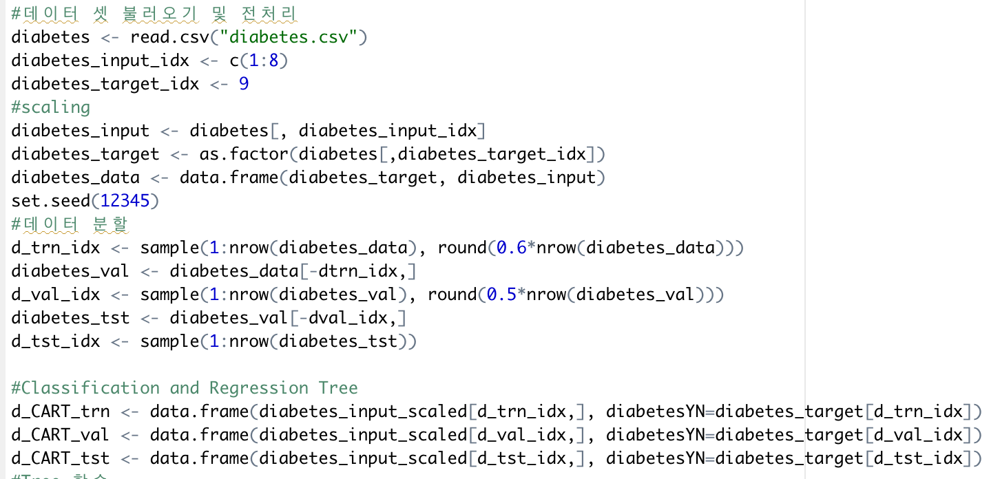 #데이터 셋 불러오기 및 전처리
diabetes <- read.csv("diabetes.csv")
diabetes_input_idx <- c(1:8)
diabetes_target_idx <- 9
#scaling
diabetes_input <- diabetes[, diabetes_input_idx]
diabetes_target <- as.factor(diabetes[,diabetes_target_idx])
diabetes_data <- data.frame(diabetes_target, diabetes_input)
set.seed(12345)
#데이터 분할
d_trn_idx <- sample(1:nrow(diabetes_data), round(0.6*nrow(diabetes_data)))
diabetes_val <- diabetes_data[-dtrn_idx,]
d_val_idx <- sample(1:nrow(diabetes_val), round(0.5*nrow(diabetes_val)))
diabetes_tst <- diabetes_val[-dval_idx,]
d_tst_idx <- sample(1:nrow(diabetes_tst))
#Classification and Regression Tree
d_CART_trn <- data.frame(diabetes_input_scaled[d_trn_idx,], diabetesYN=diabetes_target[d_trn_idx])
d_CART_val <- data.frame(diabetes_input_scaled[d_val_idx,], diabetesYN=diabetes_target[d_val_idx])
d_CART_tst <- data.frame(diabetes_input_scaled[d_tst_idx,], diabetesYN=diabetes_target[d_tst_idx])
#Tree